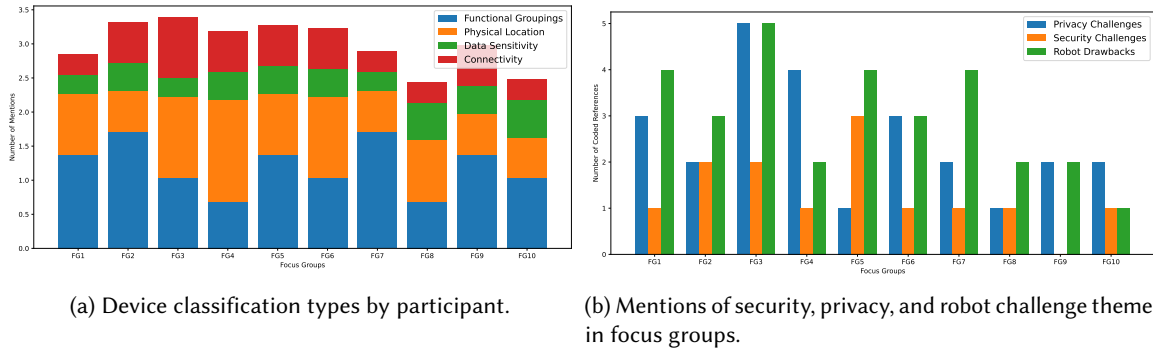 3.5
3.0
2.5
2.0
1.5
1.0
0.5
0.0
Number of Mentions
Functional Groupings
Physical Location
Data Sensitivity
Connectivity
FG1 FG2 FG3 FG4 FG5 FG6 FG7 FG8 FG9 FG10
Focus Groups
(a) Device classification types by participant.
5
4
3
2
1
0
Number of Coded References
Privacy Challenges
Security Challenges
Robot Drawbacks
FG1 FG2 FG3 FG4 FG5 FG6 FG7 FG8 FG9 FG10
Focus Groups
(b) Mentions of security, privacy, and robot challenge theme
in focus groups.